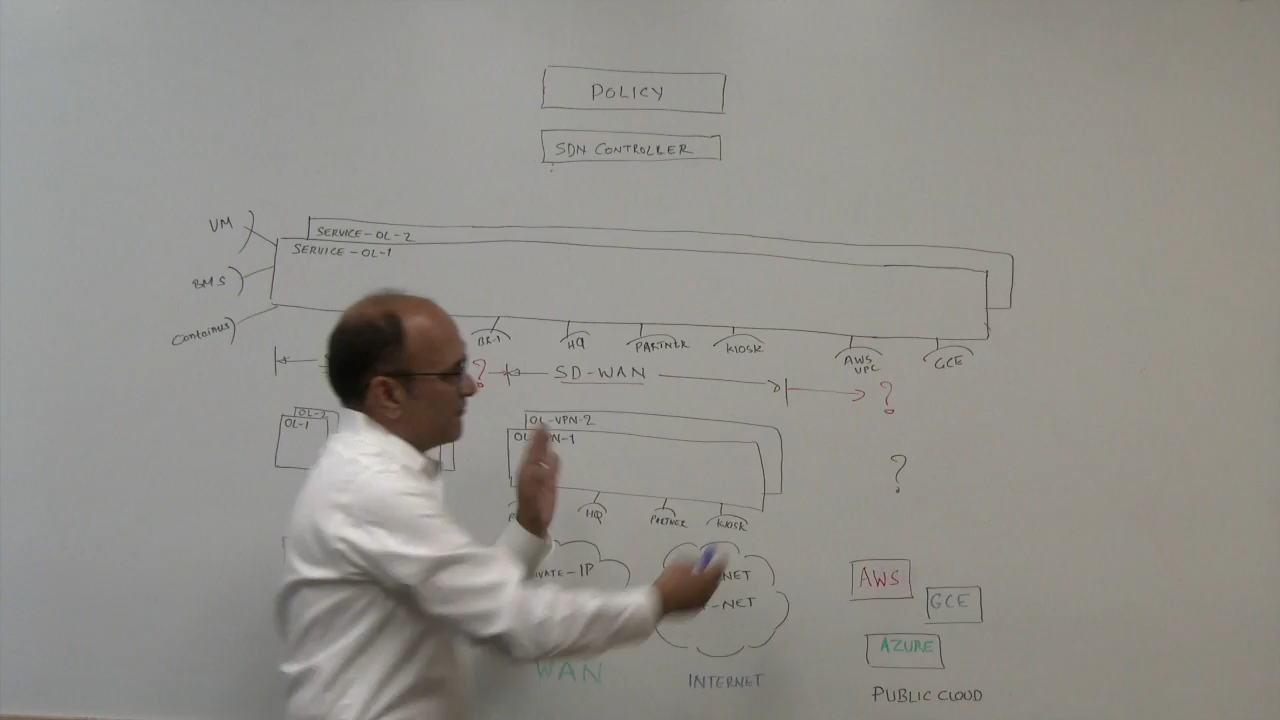 POLICY
SDN CONTROLLER
VM
SERVICE-OL-2
SERVICE-OL-1
BMS
BR-1
HQ
PARTNER
KIOSK
AWS
VPC
GCE
?
SD-WAN
?
OL-2
OL-1
OL-VPN-2
?
HQ
PARTNER
KIOSK
AWS
GCE
AZURE
WAN
INTERNET
PUBLIC CLOUD